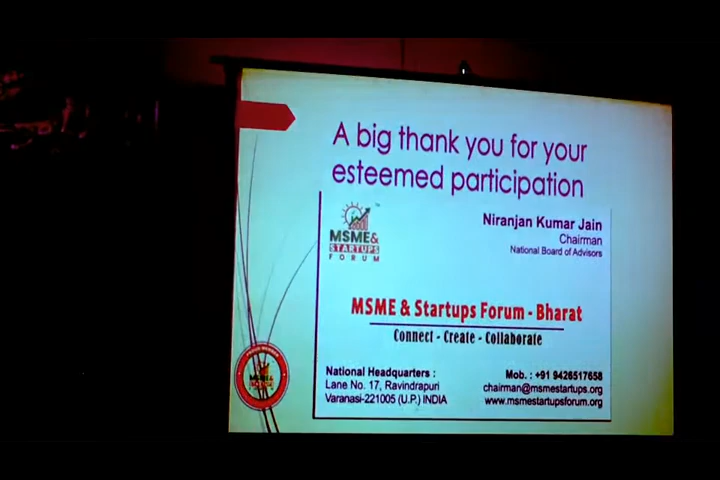 A big thank you for your
esteemed participation
MSME&
STARTUPS
FORUM
Niranjan Kumar Jain
Chairman
National Board of Advisors
MSME & Startups Forum - Bharat
Connect - Create - Collaborate
National Headquarters :
Lane No. 17, Ravindrapuri
Varanasi-221005 (U.P.) INDIA
Mob. : +91 9426517658
chairman@msmestartups.org
www.msmestartupsforum.org